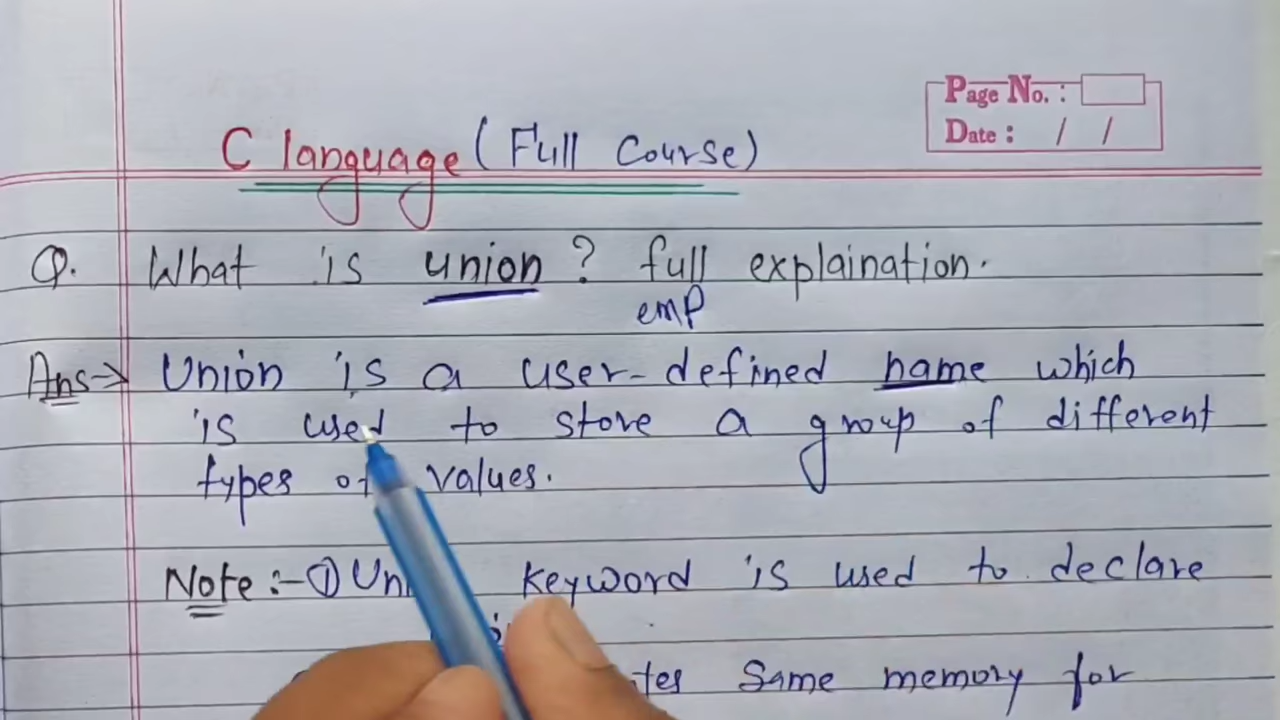 Page No. :
Date : / /
C language (Full Course)
Q. What is union ? full explaination.
emp
Ans→ Union is a user-defined name which
is used to store a group of different
types of values.
Note :- ① keyword is used to declare
Same memory for